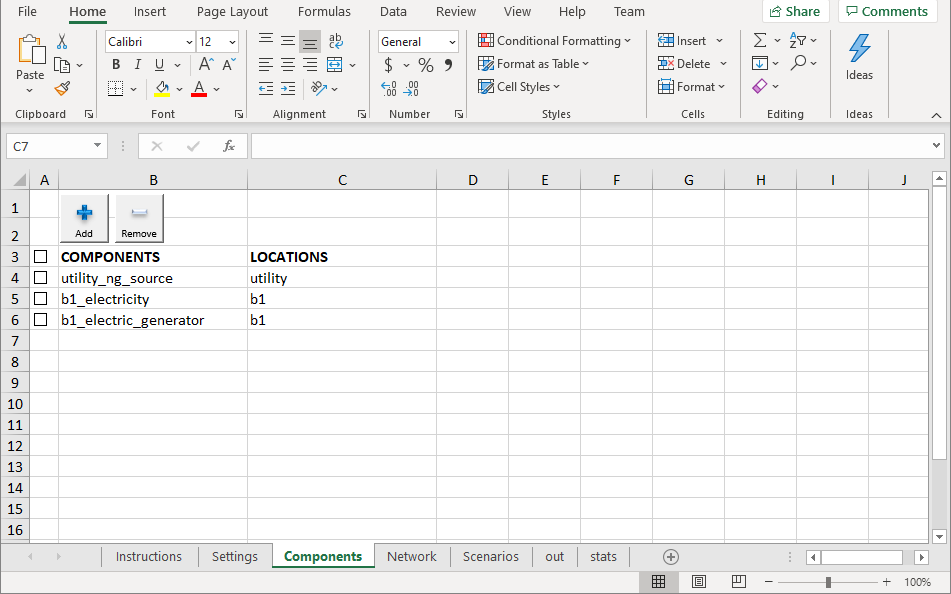 File Home Insert Page Layout Formulas Data Review View Help Team Share Comments
Calibri 12 ab c General Conditional Formatting Insert Σ A Z
Paste B I U A A $ % 9 Format as Table Delete Ideas
A .00 .00 Cell Styles Format
Clipboard Font Alignment Number Styles Cells Editing Ideas
C7 fx
A B C D E F G H I J
1
Add Remove
2
3 COMPONENTS LOCATIONS
4 utility_ng_source utility
5 b1_electricity b1
6 b1_electric_generator b1
7
8
9
10
11
12
13
14
15
16
Instructions Settings Components Network Scenarios out stats
100%